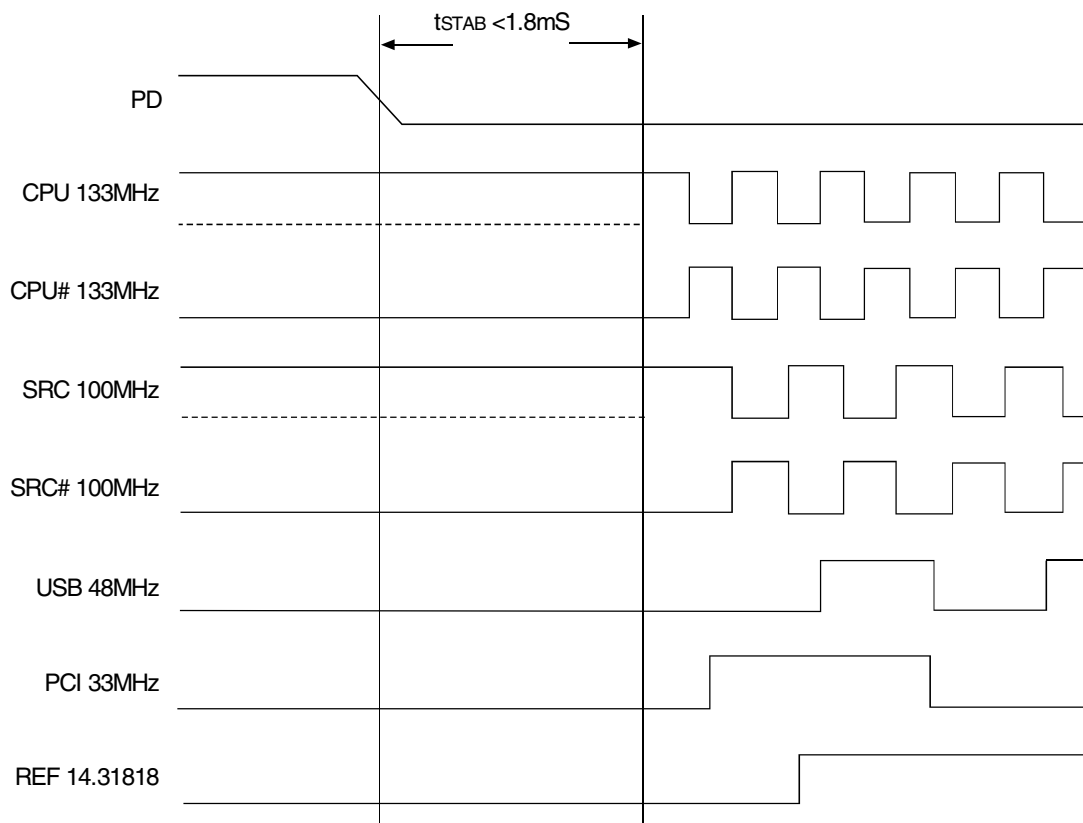 tSTAB <1.8mS
PD
CPU 133MHz
CPU# 133MHz
SRC 100MHz
SRC# 100MHz
USB 48MHz
PCI 33MHz
REF 14.31818